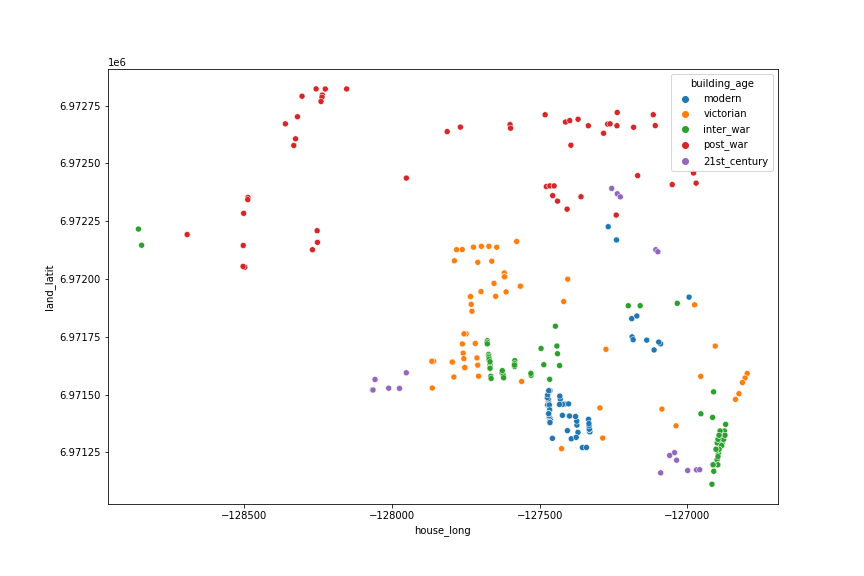 1e6
building_age
modern
victorian
inter_war
post_war
21st_century
6.97275
6.97250
6.97225
6.97200
6.97175
6.97150
6.97125
land_latit
−128500 −128000 −127500 −127000
house_long